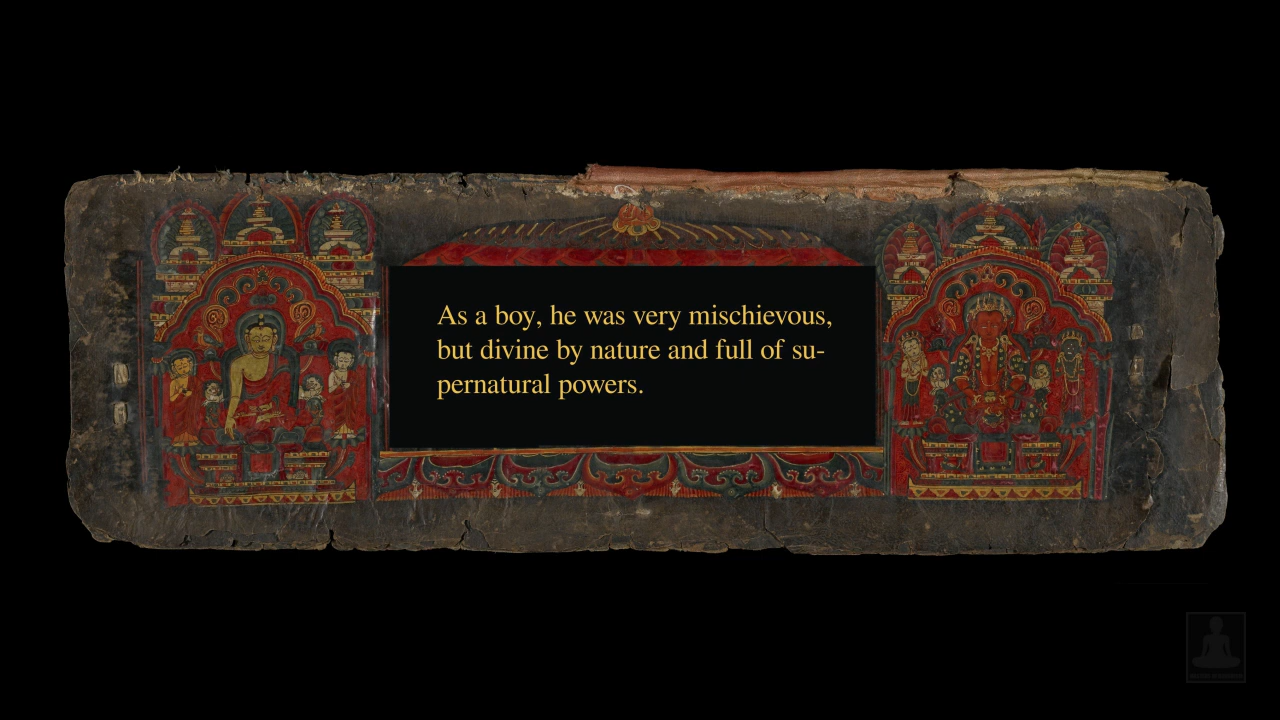 As a boy, he was very mischievous,
but divine by nature and full of su-
pernatural powers.